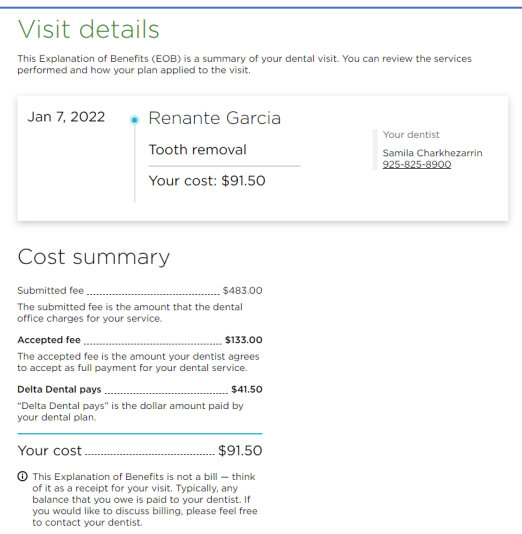 Visit details
This Explanation of Benefits (EOB) is a summary of your dental visit. You can review the services
performed and how your plan applied to the visit.
Jan 7, 2022
Renante Garcia
Tooth removal
Your cost: $91.50
Your dentist
Samila Charkhezarrin
925-825-8900
Cost summary
Submitted fee ........................................ $483.00
The submitted fee is the amount that the dental
office charges for your service.
Accepted fee ........................................ $133.00
The accepted fee is the amount your dentist agrees
to accept as full payment for your dental service.
Delta Dental pays ................................... $41.50
“Delta Dental pays” is the dollar amount paid by
your dental plan.
Your cost ........................................ $91.50
This Explanation of Benefits is not a bill — think
of it as a receipt for your visit. Typically, any
balance that you owe is paid to your dentist. If
you would like to discuss billing, please feel free
to contact your dentist.